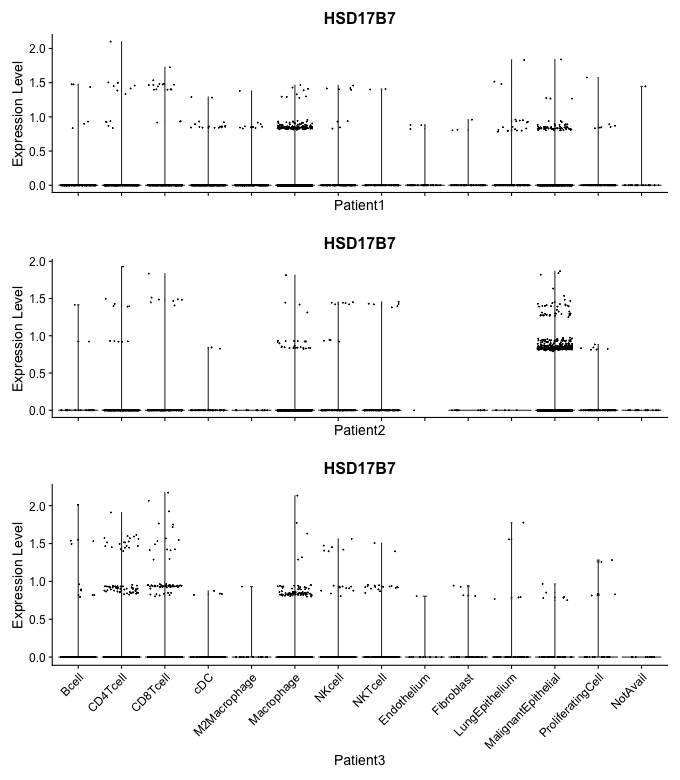 HSD17B7
Expression Level
2.0
1.5
1.0
0.5
0.0
Patient1
HSD17B7
Expression Level
2.0
1.5
1.0
0.5
0.0
Patient2
HSD17B7
Expression Level
2.0
1.5
1.0
0.5
0.0
Bcell
CD4Tcell
CD8Tcell
cDC
M2Macrophage
Macrophage
NKcell
NKTcell
Endothelium
Fibroblast
LungEpithelium
MalignantEpithelial
ProliferatingCell
NotAvail
Patient3